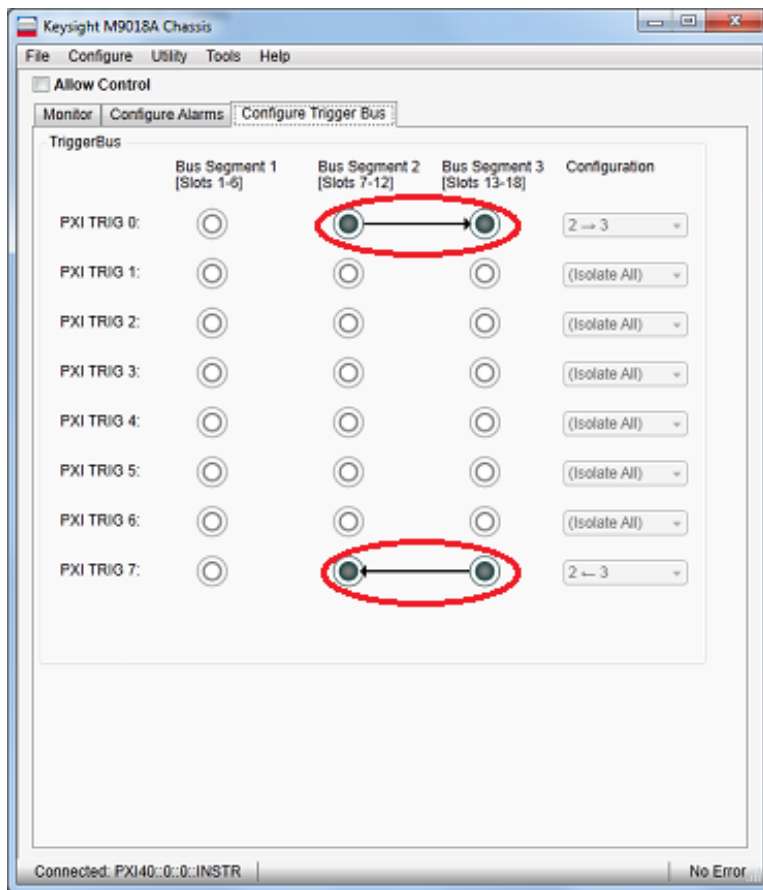 Keysight M9018A Chassis
File Configure Utility Tools Help
Allow Control
Monitor Configure Alarms Configure Trigger Bus
TriggerBus
Bus Segment 1 Bus Segment 2 Bus Segment 3 Configuration
[Slots 1-6] [Slots 7-12] [Slots 13-18]
PXI TRIG 0: 2 → 3
PXI TRIG 1: (Isolate All)
PXI TRIG 2: (Isolate All)
PXI TRIG 3: (Isolate All)
PXI TRIG 4: (Isolate All)
PXI TRIG 5: (Isolate All)
PXI TRIG 6: (Isolate All)
PXI TRIG 7: 2 ← 3
Connected: PXI40::0::0::INSTR No Error